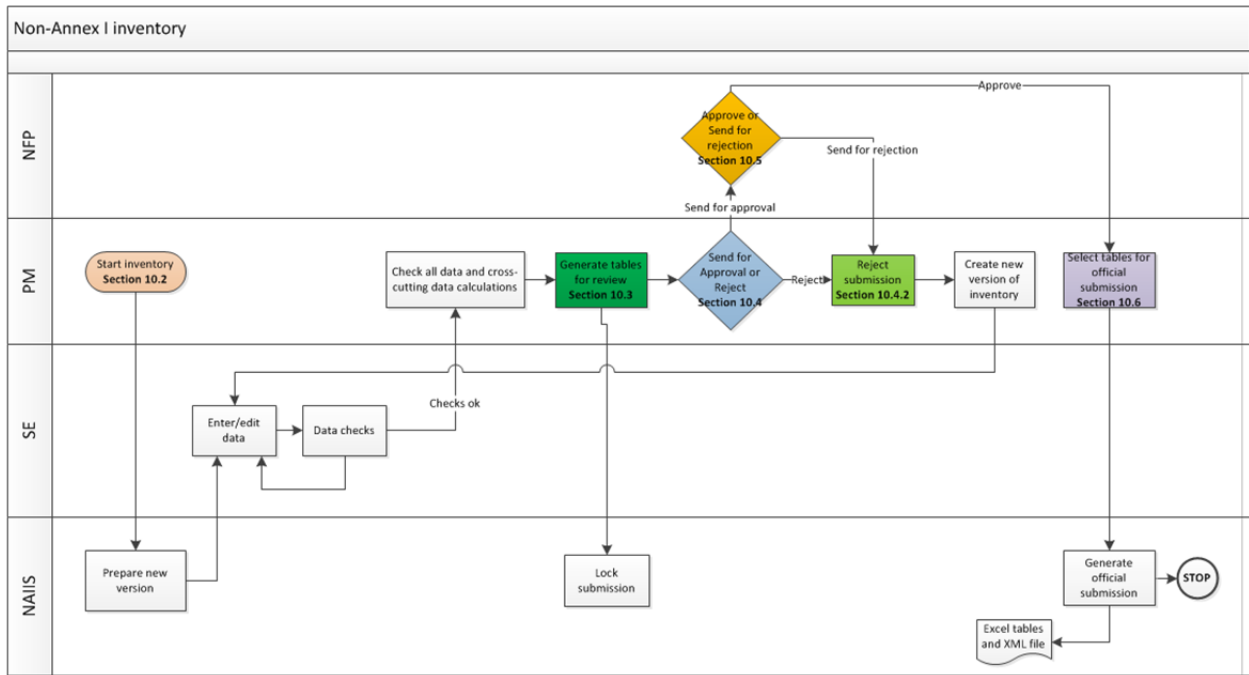 Non-Annex I inventory
NFP
Approve or
Send for
rejection
Section 10.5
Approve
Send for rejection
Send for approval
PM
Start inventory
Section 10.2
Check all data and cross-
cutting data calculations
Generate tables
for review
Section 10.3
Send for
Approval or
Reject
Section 10.4
Reject
Reject
submission
Section 10.4.2
Create new
version of
inventory
Select tables for
official
submission
Section 10.6
SE
Enter/edit
data
Data checks
Checks ok
NAIIS
Prepare new
version
Lock
submission
Generate
official
submission
STOP
Excel tables
and XML file